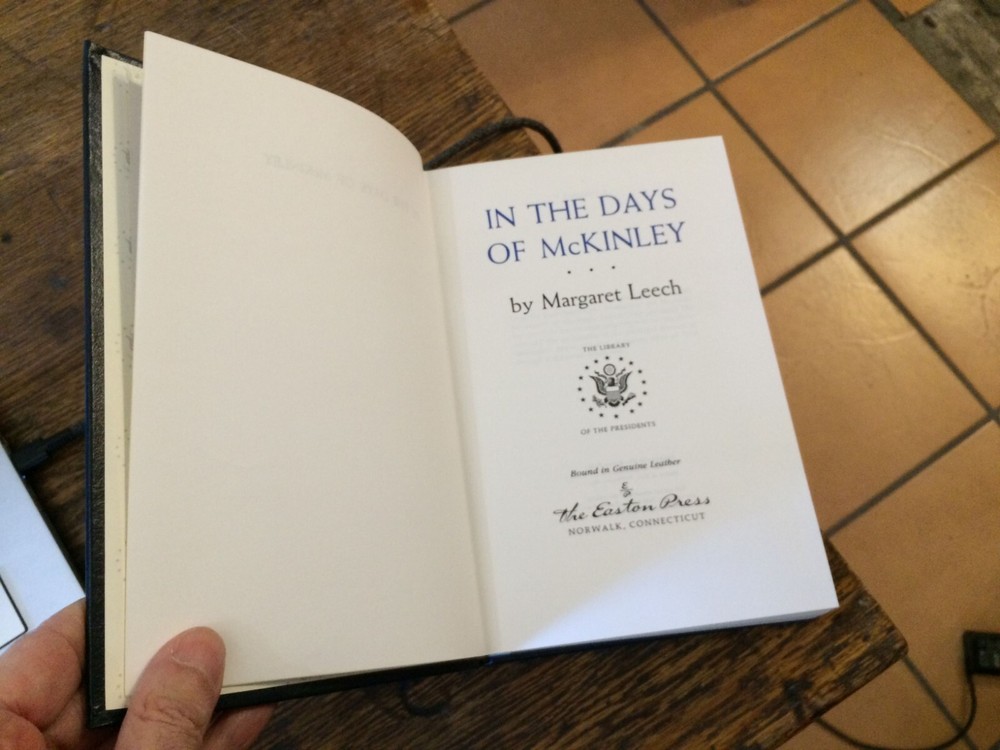 IN THE DAYS
OF McKINLEY
• • •
by Margaret Leech
THE LIBRARY
OF THE PRESIDENTS
Bound in Genuine Leather
The Easton Press
NORWALK, CONNECTICUT